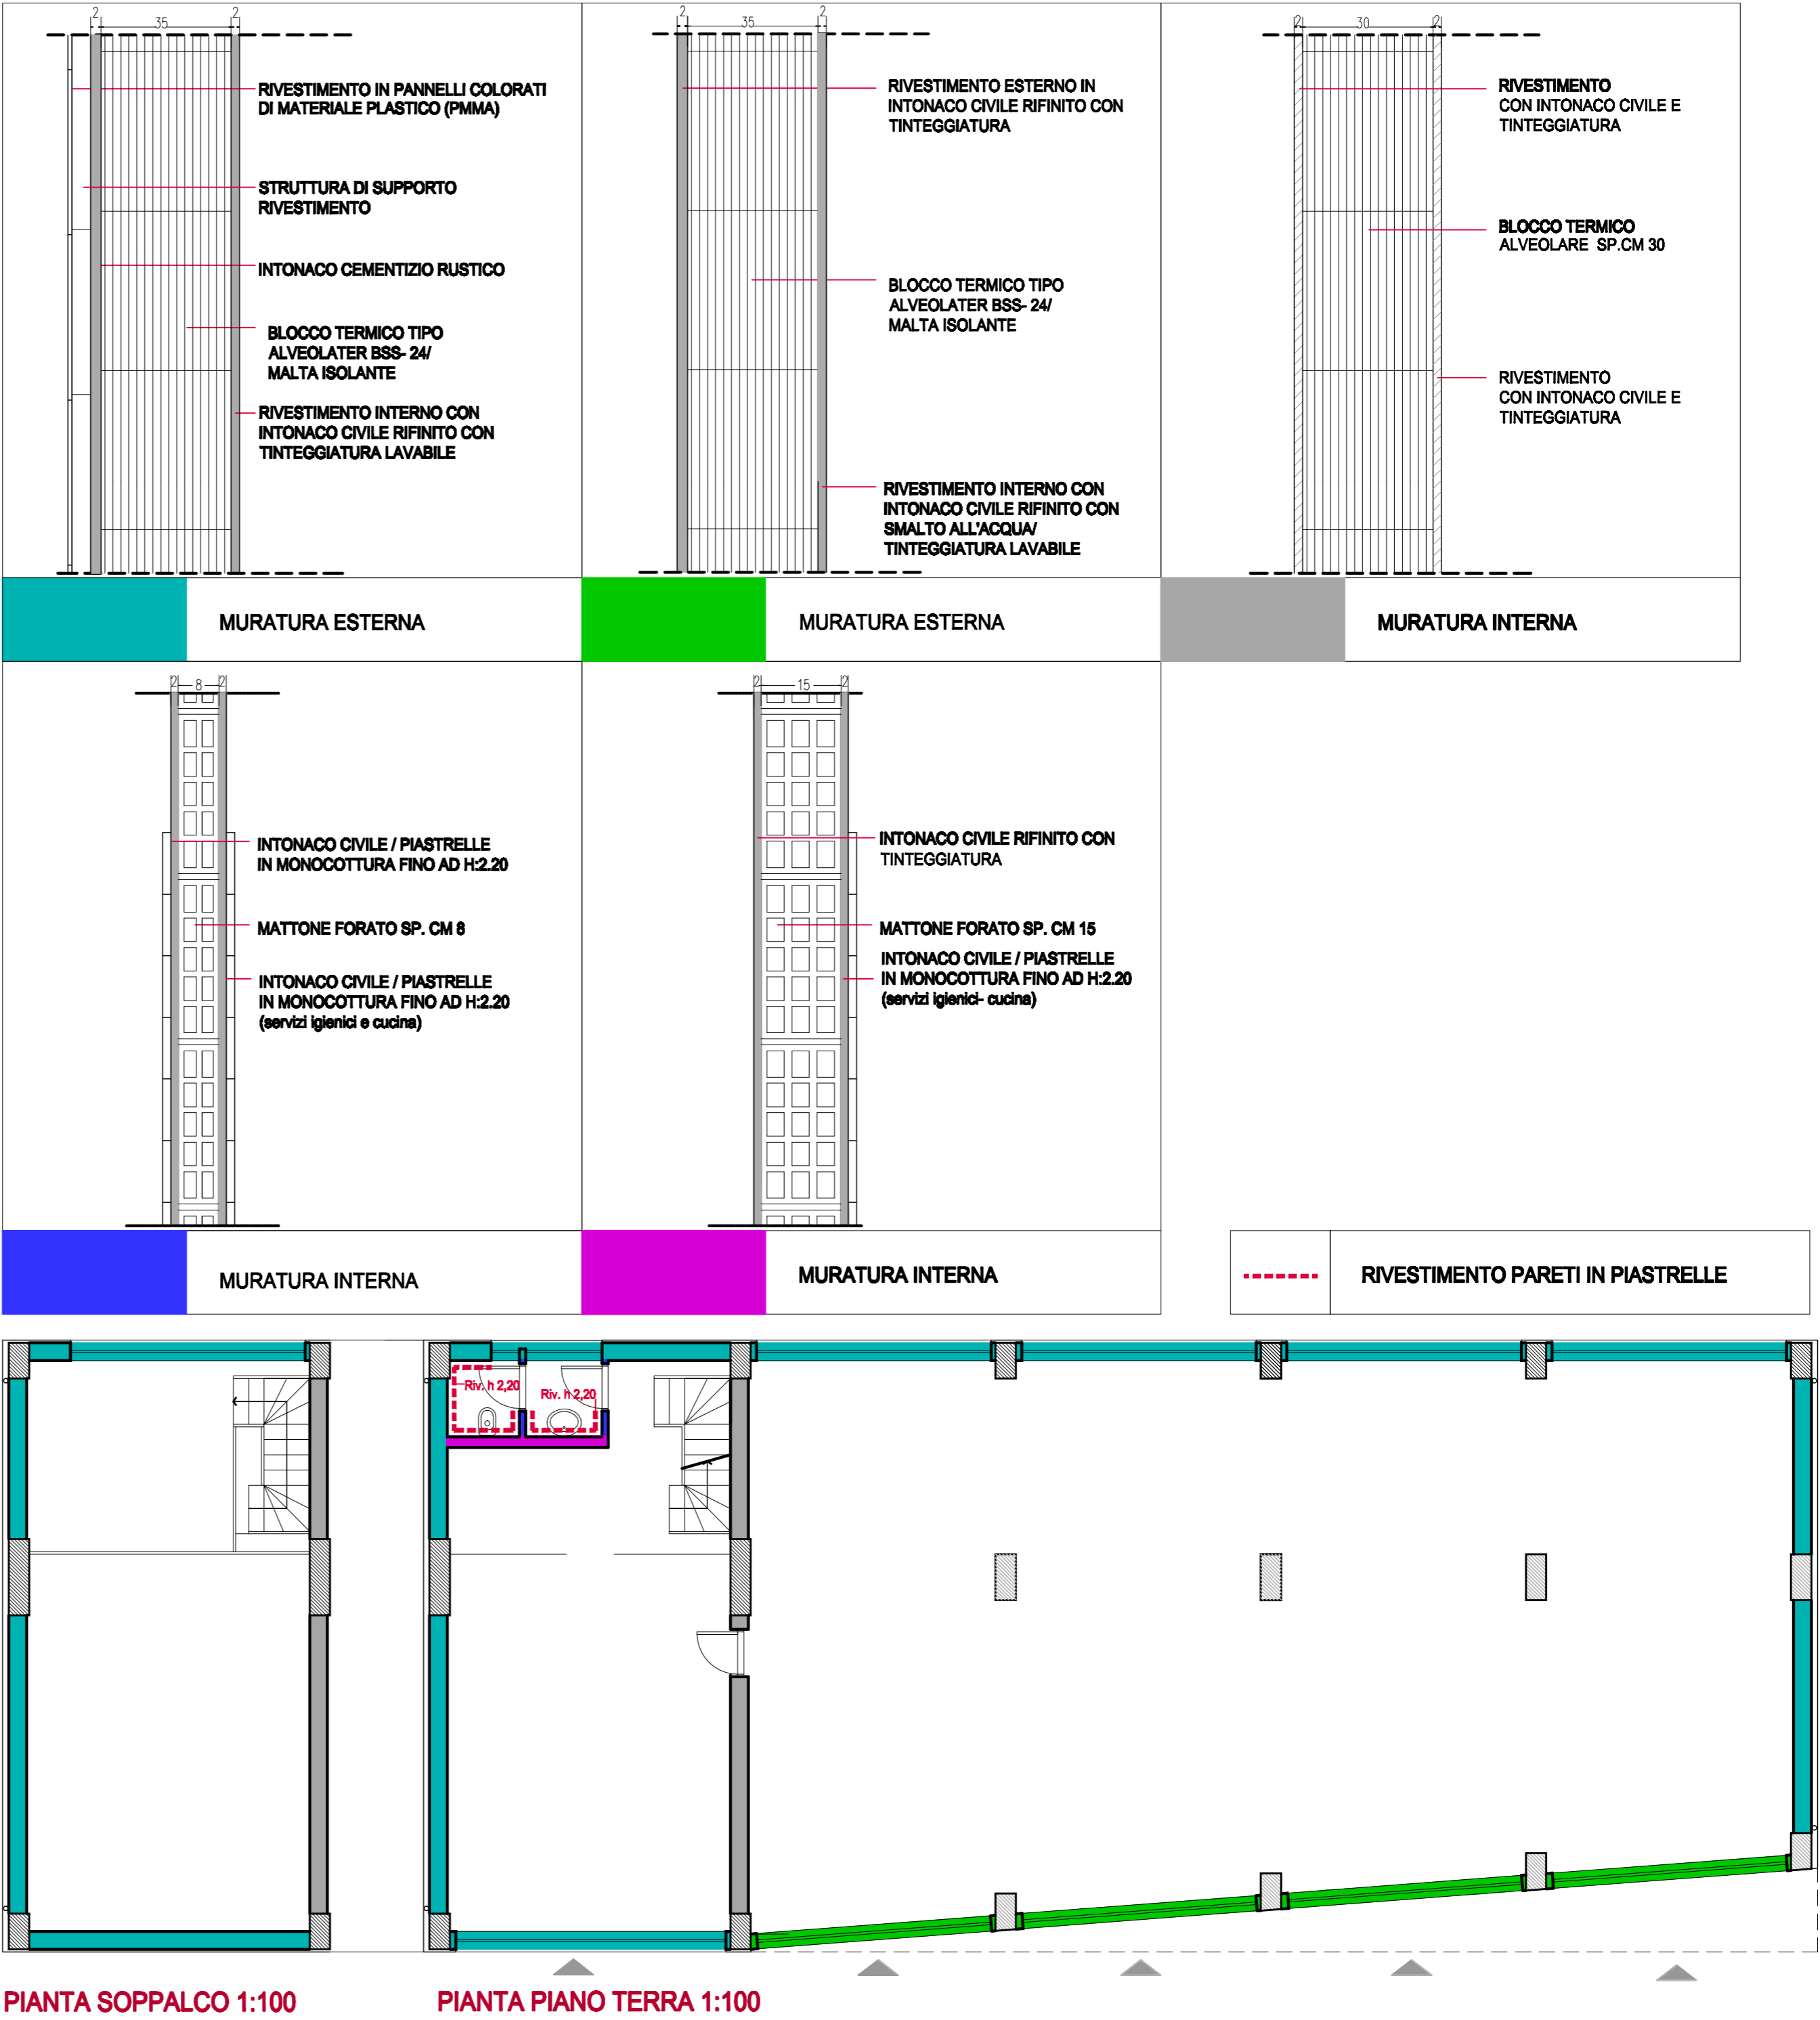 2 35 2
RIVESTIMENTO IN PANNELLI COLORATI
DI MATERIALE PLASTICO (PMMA)
STRUTTURA DI SUPPORTO
RIVESTIMENTO
INTONACO CEMENTIZIO RUSTICO
BLOCCO TERMICO TIPO
ALVEOLATER BSS- 24/
MALTA ISOLANTE
RIVESTIMENTO INTERNO CON
INTONACO CIVILE RIFINITO CON
TINTEGGIATURA LAVABILE
MURATURA ESTERNA
2 35 2
RIVESTIMENTO ESTERNO IN
INTONACO CIVILE RIFINITO CON
TINTEGGIATURA
BLOCCO TERMICO TIPO
ALVEOLATER BSS- 24/
MALTA ISOLANTE
RIVESTIMENTO INTERNO CON
INTONACO CIVILE RIFINITO CON
SMALTO ALL'ACQUA/
TINTEGGIATURA LAVABILE
MURATURA ESTERNA
2 30 2
RIVESTIMENTO
CON INTONACO CIVILE E
TINTEGGIATURA
BLOCCO TERMICO
ALVEOLARE SP.CM 30
RIVESTIMENTO
CON INTONACO CIVILE E
TINTEGGIATURA
MURATURA INTERNA
2 8 2
INTONACO CIVILE / PIASTRELLE
IN MONOCOTTURA FINO AD H:2.20
MATTONE FORATO SP. CM 8
INTONACO CIVILE / PIASTRELLE
IN MONOCOTTURA FINO AD H:2.20
(servizi igienici e cucina)
MURATURA INTERNA
2 15 2
INTONACO CIVILE RIFINITO CON
TINTEGGIATURA
MATTONE FORATO SP. CM 15
INTONACO CIVILE / PIASTRELLE
IN MONOCOTTURA FINO AD H:2.20
(servizi igienici- cucina)
MURATURA INTERNA
RIVESTIMENTO PARETI IN PIASTRELLE
Riv. h 2,20
Riv. h 2,20
PIANTA SOPPALCO 1:100
PIANTA PIANO TERRA 1:100